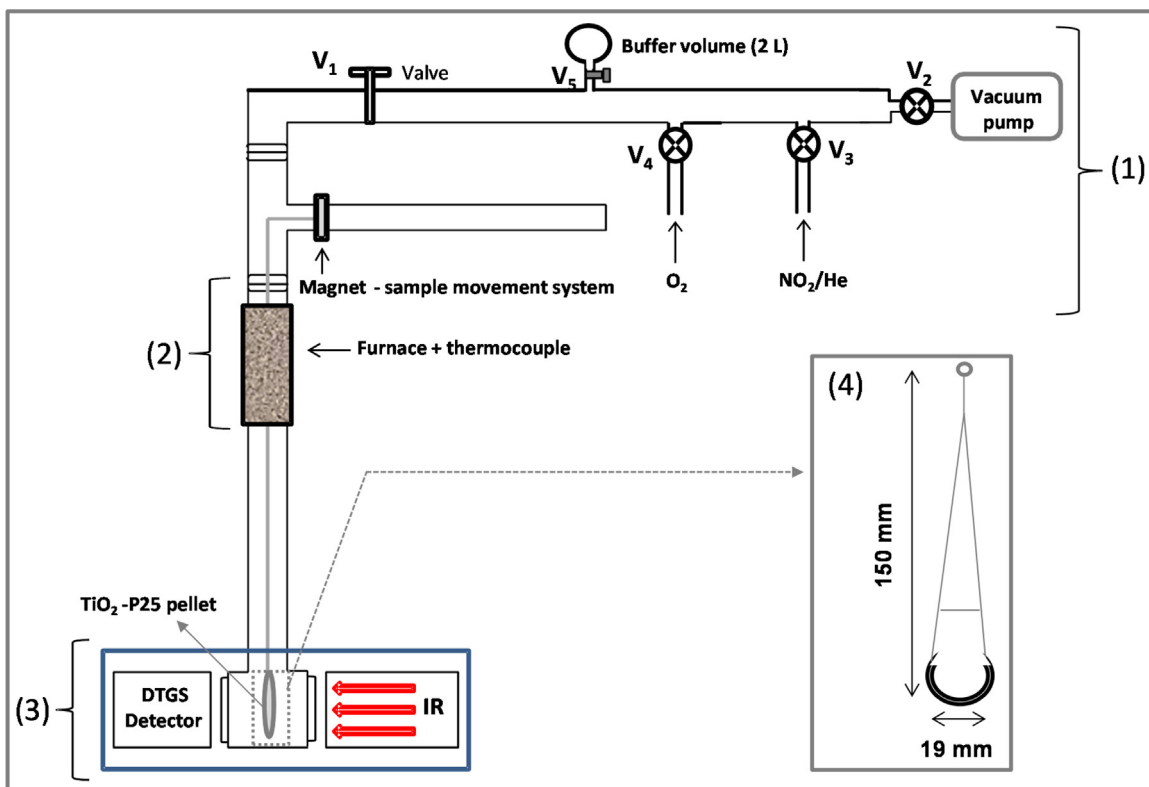 Buffer volume (2 L)
V₁
Valve
V₅
V₂
Vacuum
pump
V₄
V₃
(1)
O₂
NO₂/He
Magnet - sample movement system
(2)
Furnace + thermocouple
(4)
150 mm
19 mm
TiO₂ -P25 pellet
(3)
DTGS
Detector
IR